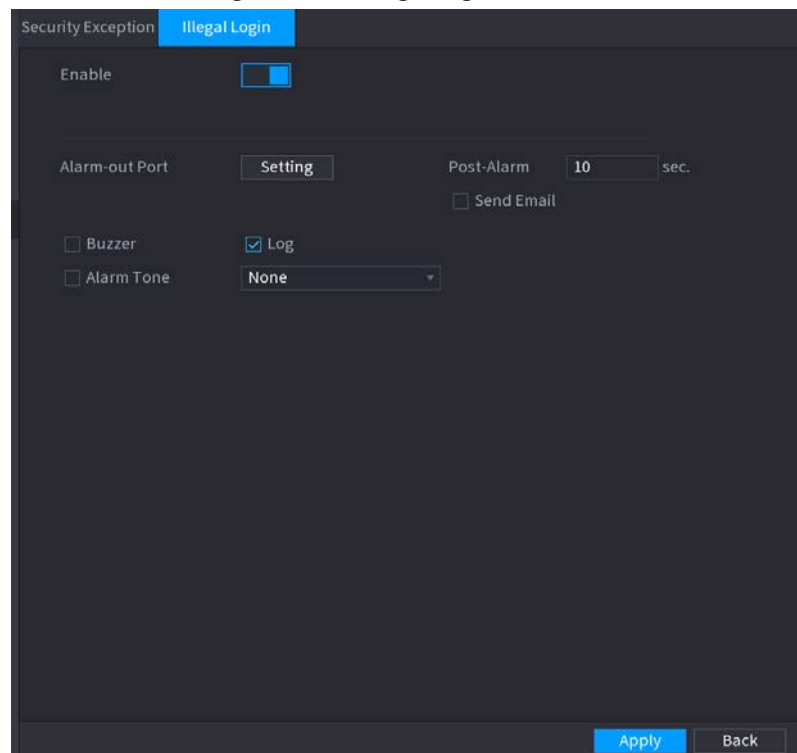 Security Exception Illegal Login
Enable
Alarm-out Port Setting Post-Alarm 10 sec.
Send Email
Buzzer Log
Alarm Tone None
Apply Back